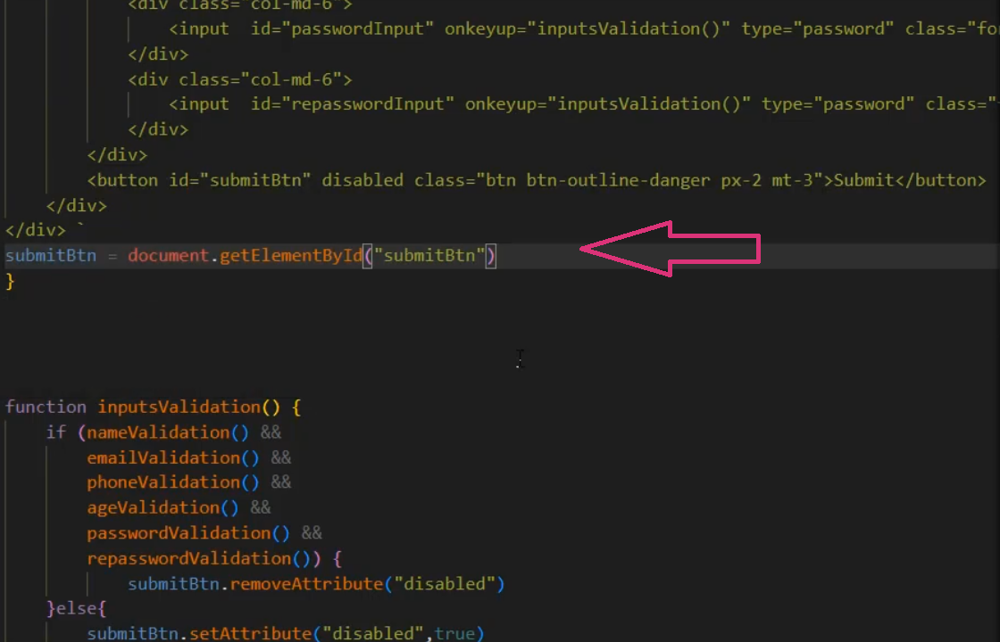 <div class="col-md-6">
<input  id="passwordInput" onkeyup="inputsValidation()" type="password" class="fo
</div>
<div class="col-md-6">
<input  id="repasswordInput" onkeyup="inputsValidation()" type="password" class="
</div>
</div>
<button id="submitBtn" disabled class="btn btn-outline-danger px-2 mt-3">Submit</button>
</div>
</div> `
submitBtn = document.getElementById("submitBtn")
}
function inputsValidation() {
if (nameValidation() &&
emailValidation() &&
phoneValidation() &&
ageValidation() &&
passwordValidation() &&
repasswordValidation()) {
submitBtn.removeAttribute("disabled")
}else{
submitBtn.setAttribute("disabled",true)